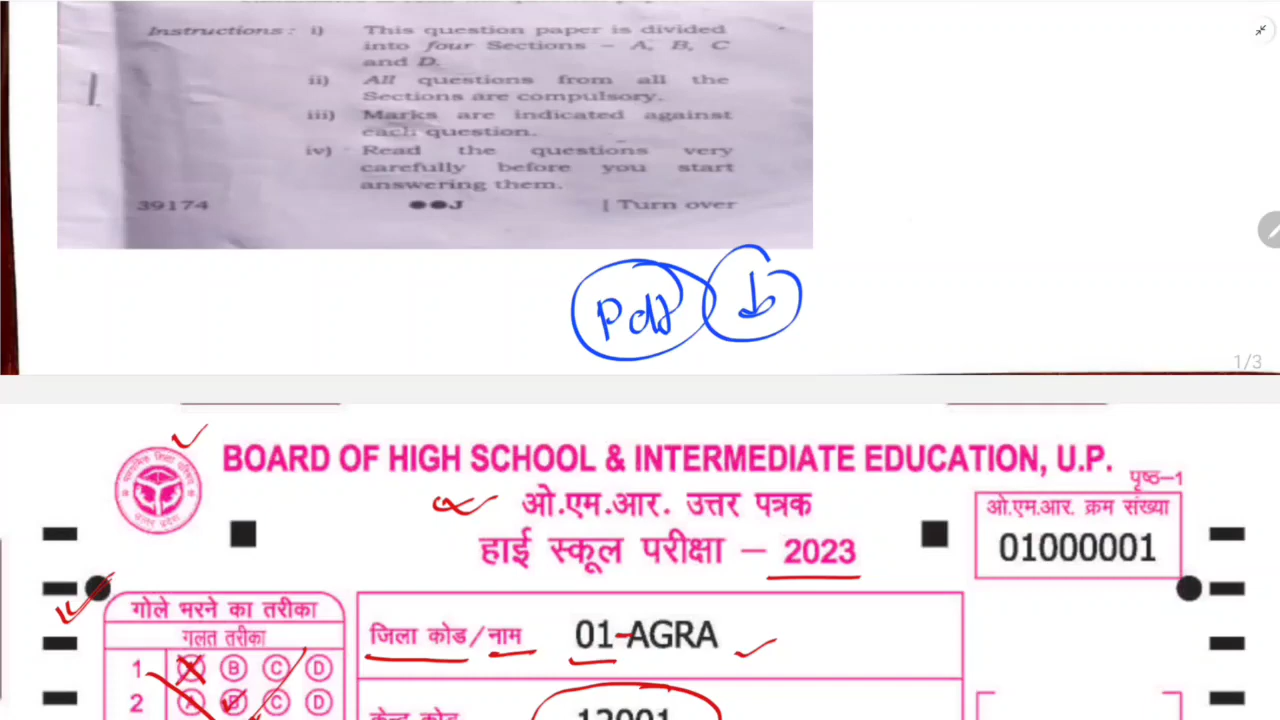 Instructions : i) This question paper is divided
into four Sections – A, B, C
and D.
ii) All questions from all the
Sections are compulsory.
iii) Marks are indicated against
each question.
iv) Read the questions very
carefully before you start
answering them.
39174 ●●J [ Turn over
Pdf
1/3
BOARD OF HIGH SCHOOL & INTERMEDIATE EDUCATION, U.P.
पृष्ठ–1
ओ.एम.आर. उत्तर पत्रक
ओ.एम.आर. क्रम संख्या
हाई स्कूल परीक्षा – 2023
01000001
गोले भरने का तरीका
गलत तरीका
जिला कोड/नाम 01-AGRA
1 A B C D
2 A B C D
केन्द्र कोड 12001